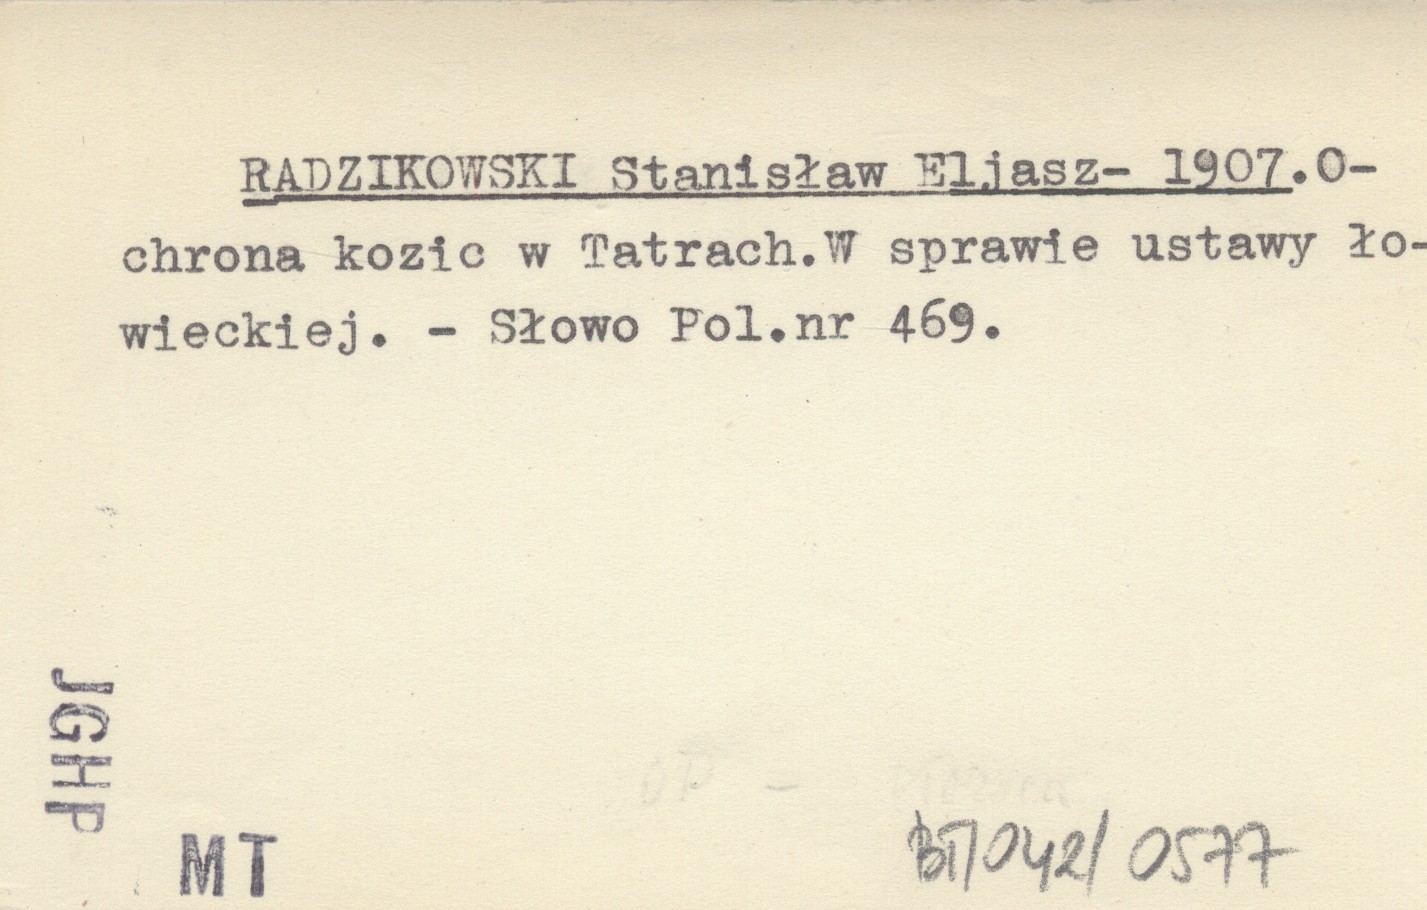 RADZIKOWSKI Stanisław Eljasz- 1907.O-
chrona kozic w Tatrach.W sprawie ustawy ło-
wieckiej. - Słowo Pol.nr 469.
JGHP
MT
BT/042/0577